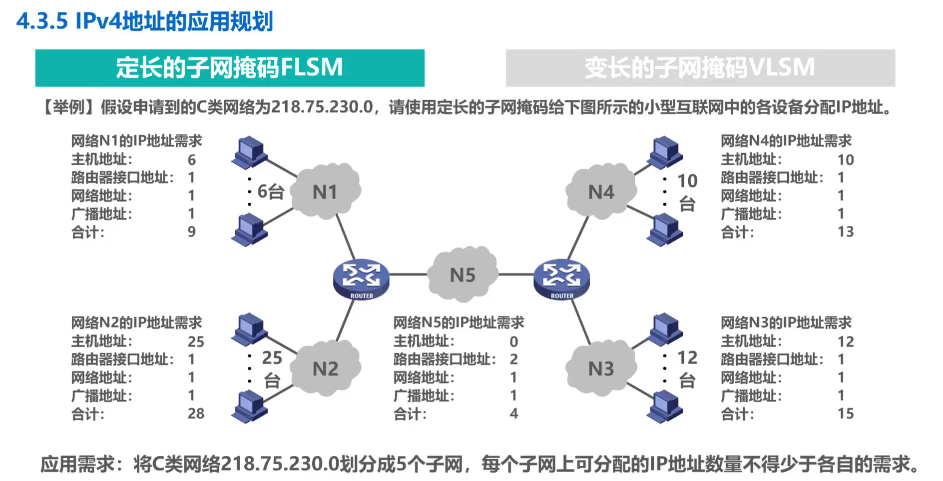 4.3.5 IPv4地址的应用规划
定长的子网掩码FLSM
变长的子网掩码VLSM
【举例】假设申请到的C类网络为218.75.230.0，请使用定长的子网掩码给下图所示的小型互联网中的各设备分配IP地址。
网络N1的IP地址需求
主机地址： 6
路由器接口地址： 1
网络地址： 1
广播地址： 1
合计： 9
6台
N1
N4
10
台
网络N4的IP地址需求
主机地址： 10
路由器接口地址： 1
网络地址： 1
广播地址： 1
合计： 13
ROUTER
N5
ROUTER
网络N2的IP地址需求
主机地址： 25
路由器接口地址： 1
网络地址： 1
广播地址： 1
合计： 28
25
台
N2
网络N5的IP地址需求
主机地址： 0
路由器接口地址： 2
网络地址： 1
广播地址： 1
合计： 4
N3
12
台
网络N3的IP地址需求
主机地址： 12
路由器接口地址： 1
网络地址： 1
广播地址： 1
合计： 15
应用需求：将C类网络218.75.230.0划分成5个子网，每个子网上可分配的IP地址数量不得少于各自的需求。